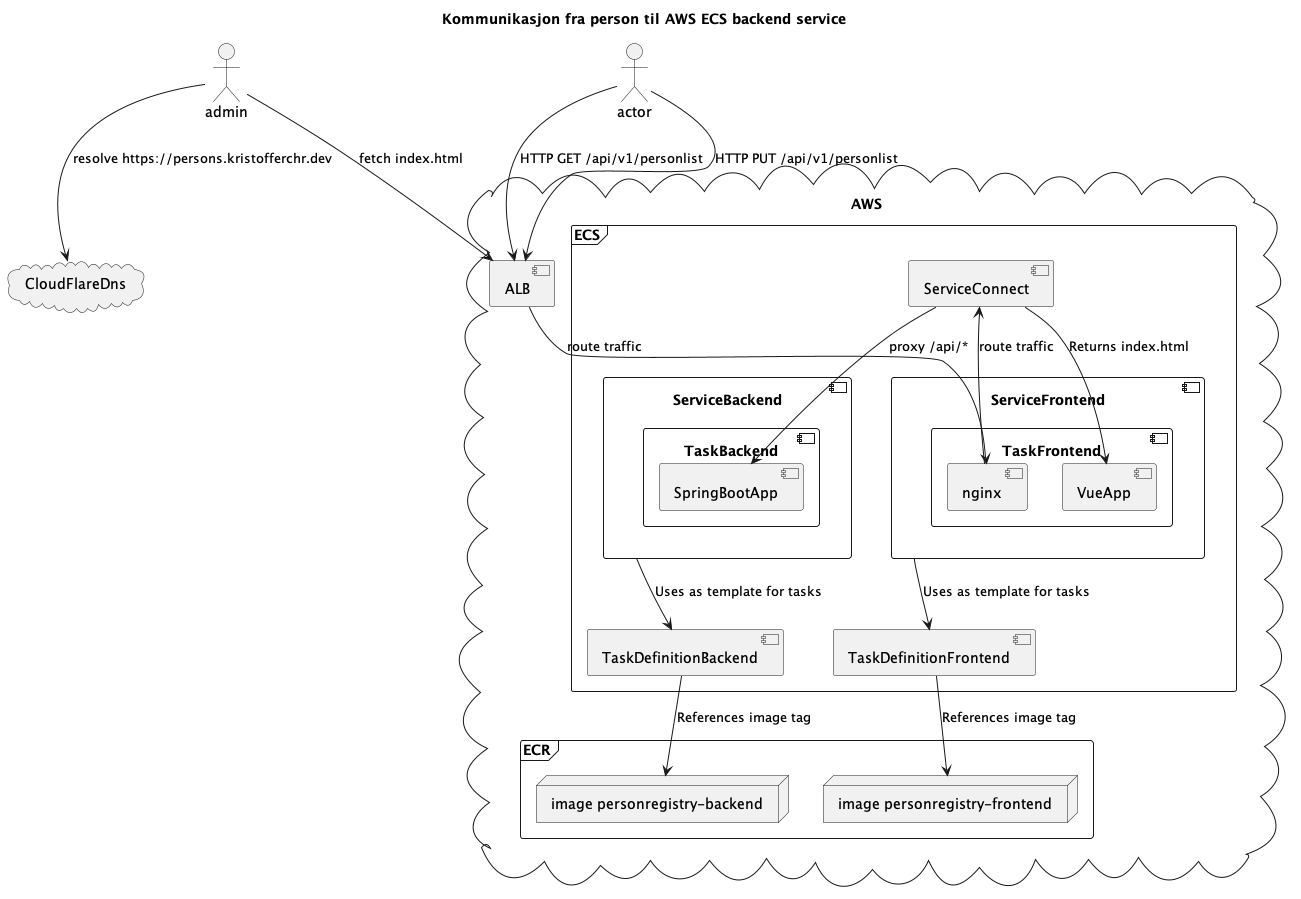 Kommunikasjon fra person til AWS ECS backend service
admin
actor
resolve https://persons.kristofferchr.dev
fetch index.html
HTTP GET /api/v1/personlist
HTTP PUT /api/v1/personlist
AWS
ECS
CloudFlareDns
ALB
ServiceConnect
route traffic
proxy /api/*
route traffic
Returns index.html
ServiceBackend
ServiceFrontend
TaskBackend
TaskFrontend
SpringBootApp
nginx
VueApp
Uses as template for tasks
Uses as template for tasks
TaskDefinitionBackend
TaskDefinitionFrontend
References image tag
References image tag
ECR
image personregistry-backend
image personregistry-frontend